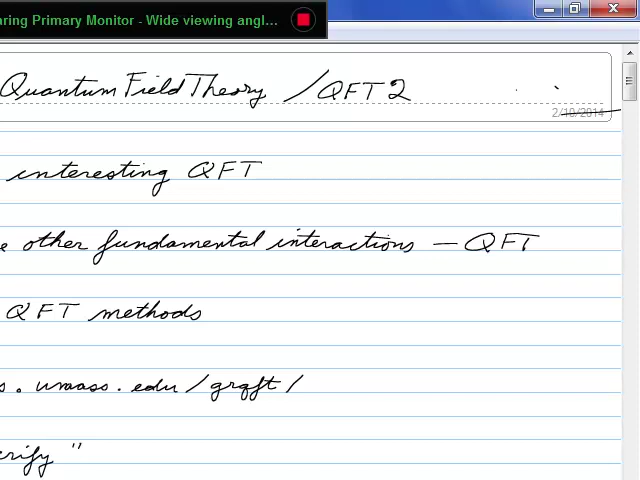 aring Primary Monitor - Wide viewing angl...
Quantum Field Theory / QFT 2
2/10/2014
interesting QFT
e other fundamental interactions — QFT
QFT methods
s. umass. edu / grqft /
erify "